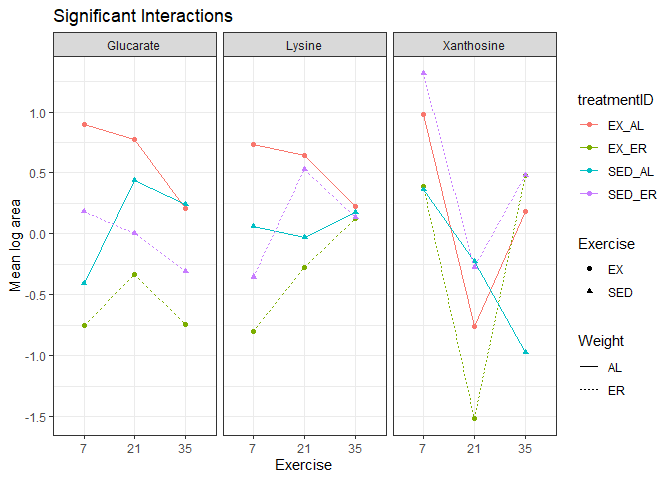 Significant Interactions
Glucarate Lysine Xanthosine
Mean log area
1.0
0.5
0.0
-0.5
-1.0
-1.5
7 21 35 7 21 35 7 21 35
Exercise
treatmentID
EX_AL
EX_ER
SED_AL
SED_ER
Exercise
EX
SED
Weight
AL
ER